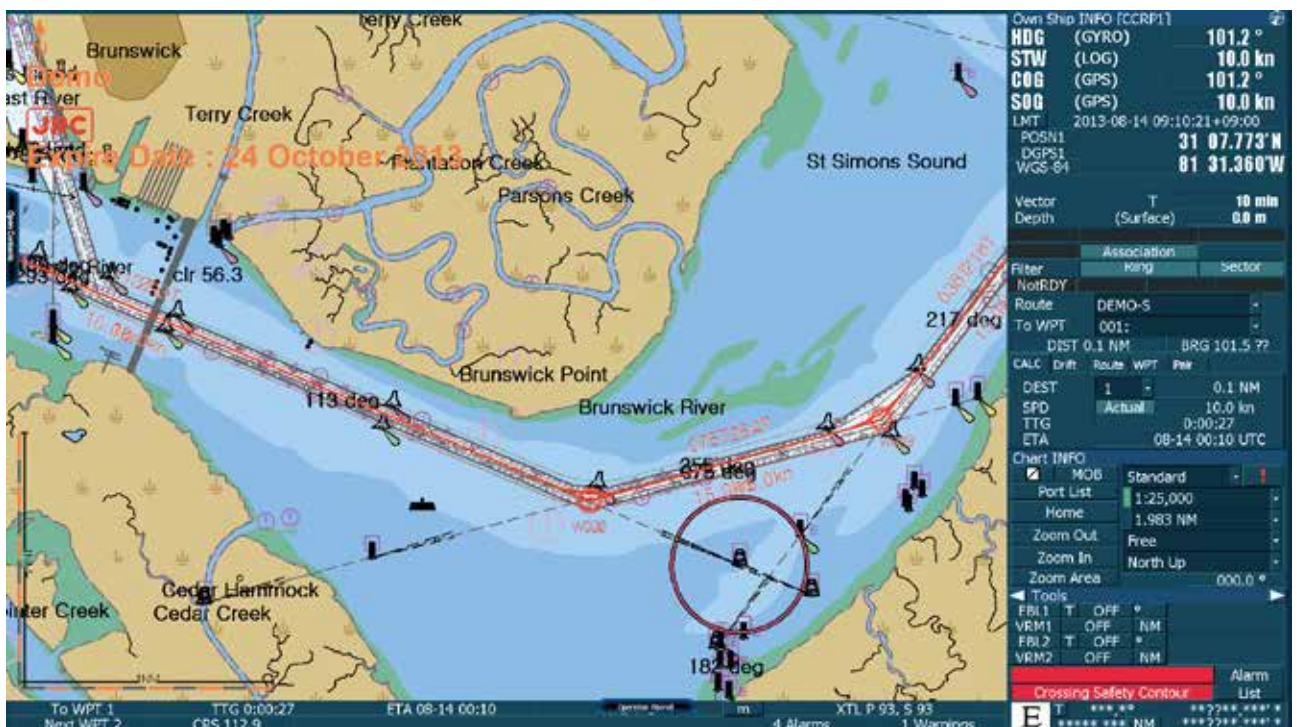 Terry Creek
Brunswick
Demo
JRC
Expire Date : 24 October 2013
Terry Creek
Plantation Creek
Parsons Creek
St Simons Sound
clr 56.3
217 deg
Brunswick Point
113 deg
Brunswick River
Cedar Hammock
Cedar Creek
182 deg
Own Ship INFO [CCRP1]
HDG (GYRO) 101.2 °
STW (LOG) 10.0 kn
COG (GPS) 101.2 °
SOG (GPS) 10.0 kn
LMT 2013-08-14 09:10:21+09:00
POSN1 31 07.773'N
DGPS1
WGS-84 81 31.360'W
Vector T 10 min
Depth (Surface) 0.0 m
Association
Filter Ring Sector
NotRDY
Route DEMO-S
To WPT 001:
DIST 0.1 NM BRG 101.5 ??
CALC Drift Route WPT
DEST 1 0.1 NM
SPD Actual 10.0 kn
TTG 0:00:27
ETA 08-14 00:10 UTC
Chart INFO
MOB Standard !
Port List 1:25,000
Home 1.983 NM
Zoom Out Free
Zoom In North Up
Zoom Area 000.0 °
Tools
EBL1 T OFF °
VRM1 OFF NM
EBL2 T OFF °
VRM2 OFF NM
Alarm
Crossing Safety Contour List
To WPT 1 TTG 0:00:27 ETA 08-14 00:10 m XTL P 93, S 93
Next WPT 2 CRS 112.9 4 Alarms 1 Warnings
E T ***.**
NM